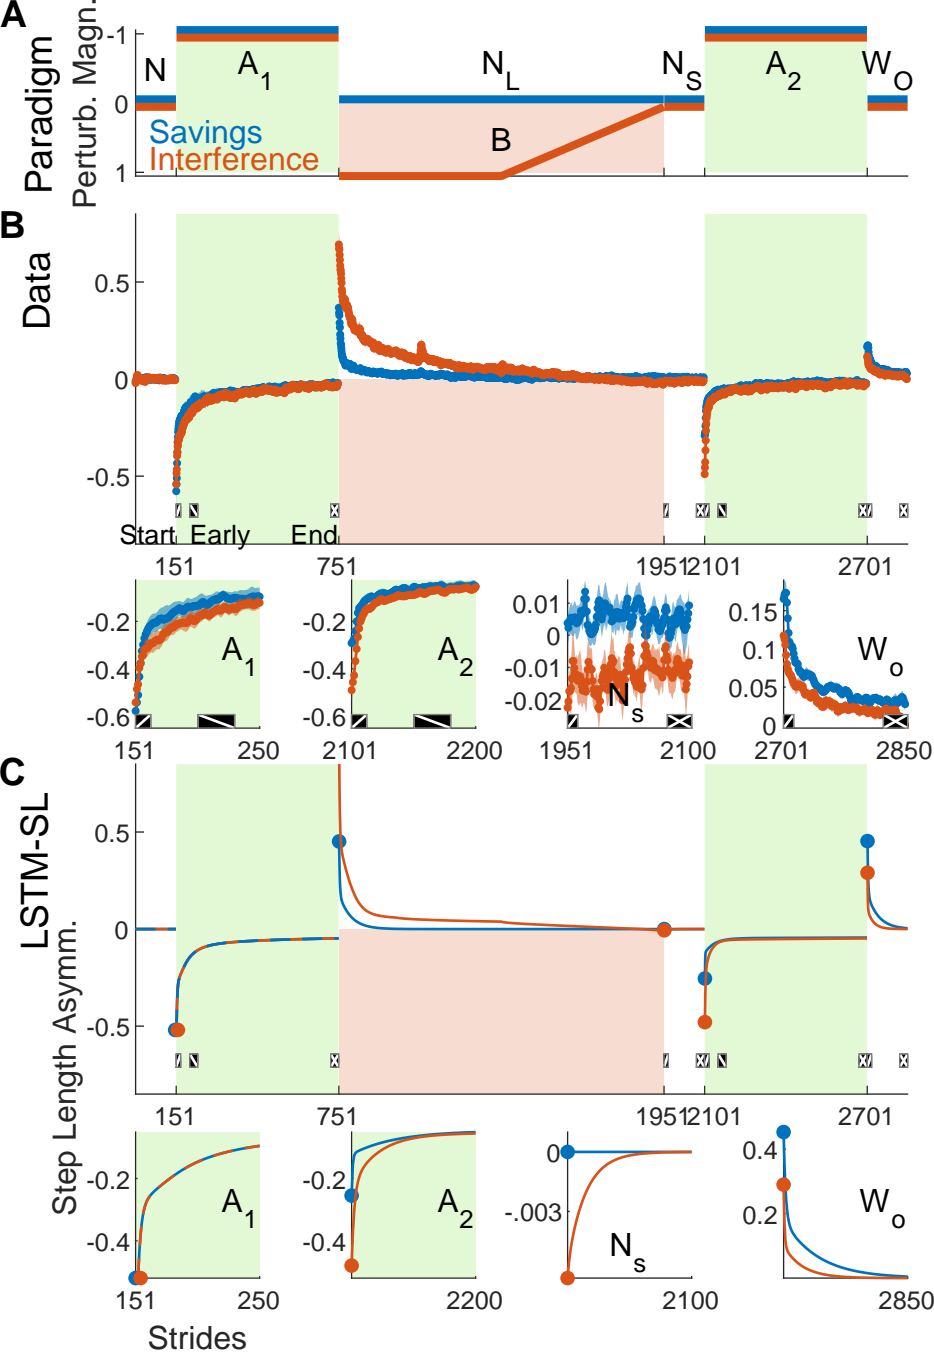 A
Paradigm
Perturb. Magn.
-1
0
1
N
A1
NL
NS
A2
WO
B
Savings
Interference
B
Data
0.5
0
-0.5
Start
Early
End
151
751
1951
2101
2701
-0.2
-0.4
-0.6
A1
151
250
-0.2
-0.4
-0.6
A2
2101
2200
0.01
0
-0.01
-0.02
Ns
1951
2100
0.15
0.1
0.05
0
Wo
2701
2850
C
LSTM-SL
Step Length Asymm.
0.5
0
-0.5
151
751
1951
2101
2701
-0.2
-0.4
A1
151
250
-0.2
-0.4
A2
2200
0
-.003
Ns
2100
0.4
0.2
Wo
2850
Strides